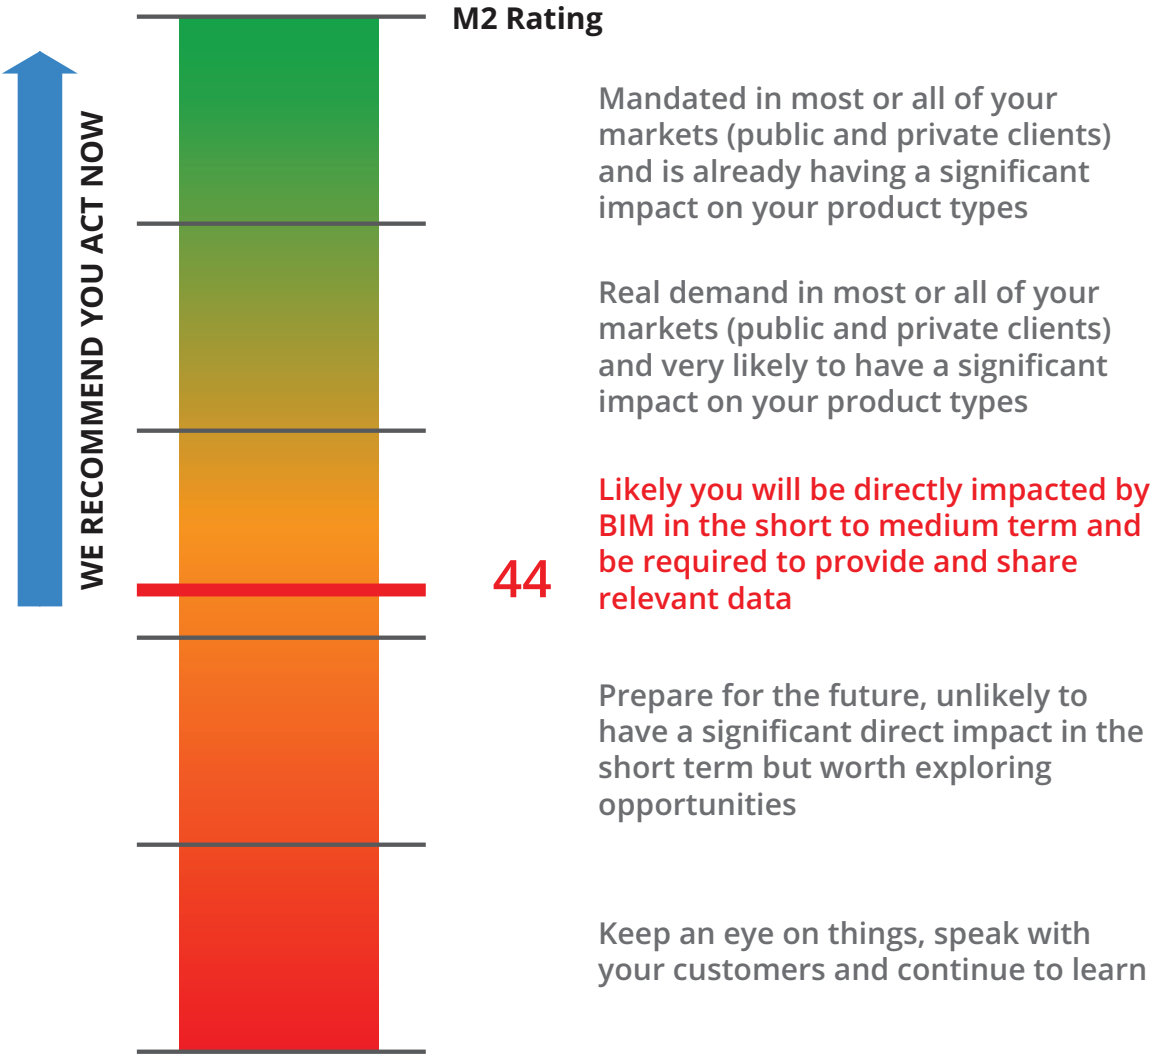 M2 Rating
WE RECOMMEND YOU ACT NOW
Mandated in most or all of your
markets (public and private clients)
and is already having a significant
impact on your product types
Real demand in most or all of your
markets (public and private clients)
and very likely to have a significant
impact on your product types
44
Likely you will be directly impacted by
BIM in the short to medium term and
be required to provide and share
relevant data
Prepare for the future, unlikely to
have a significant direct impact in the
short term but worth exploring
opportunities
Keep an eye on things, speak with
your customers and continue to learn